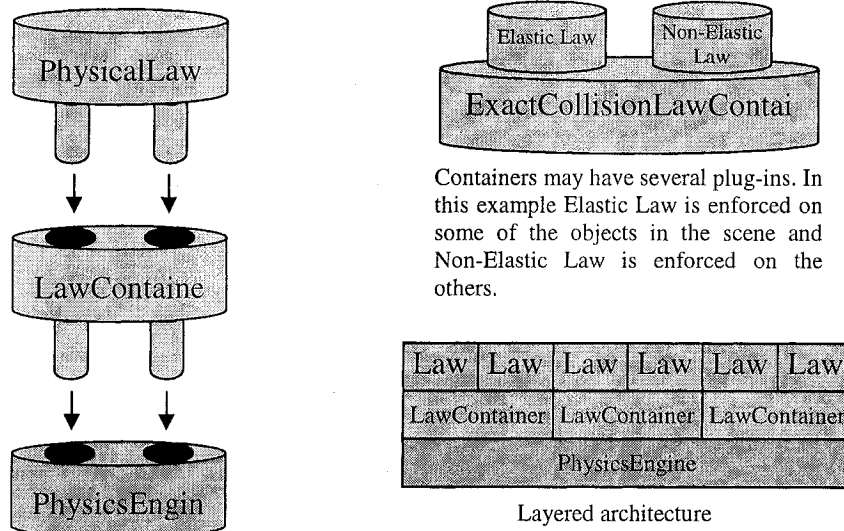 PhysicalLaw
LawContaine
PhysicsEngin
Elastic Law
Non-Elastic
Law
ExactCollisionLawContai
Containers may have several plug-ins. In
this example Elastic Law is enforced on
some of the objects in the scene and
Non-Elastic Law is enforced on the
others.
Law Law Law Law Law Law
LawContainer LawContainer LawContainer
PhysicsEngine
Layered architecture